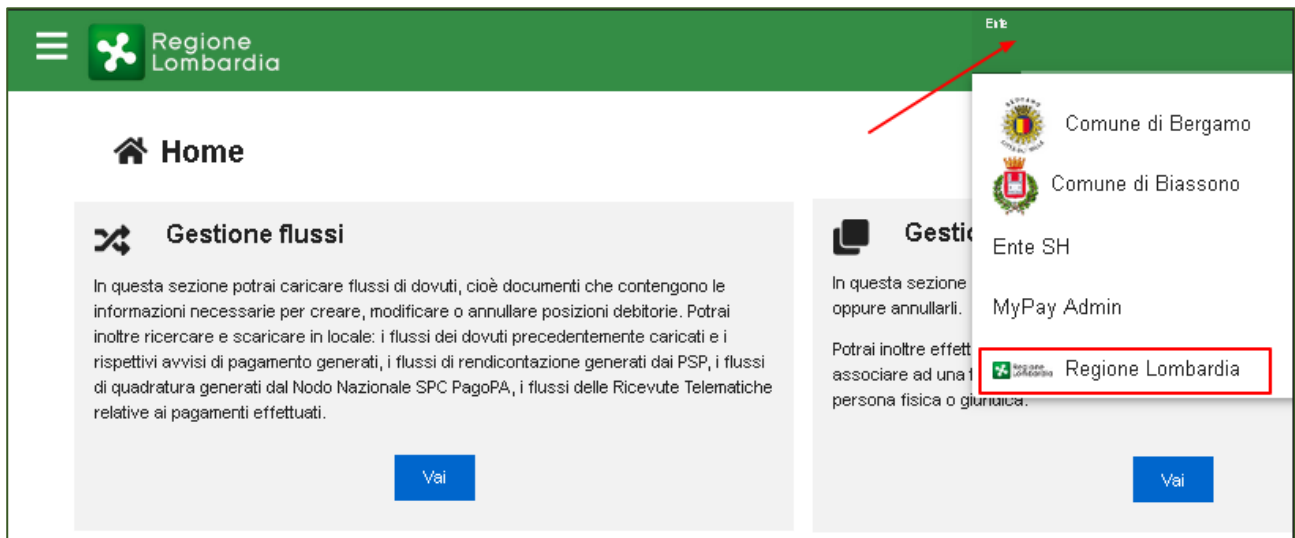 Regione
Lombardia
Ente
Comune di Bergamo
Comune di Biassono
Ente SH
MyPay Admin
Regione Lombardia
Home
Gestione flussi
In questa sezione potrai caricare flussi di dovuti, cioè documenti che contengono le
informazioni necessarie per creare, modificare o annullare posizioni debitorie. Potrai
inoltre ricercare e scaricare in locale: i flussi dei dovuti precedentemente caricati e i
rispettivi avvisi di pagamento generati, i flussi di rendicontazione generati dai PSP, i flussi
di quadratura generati dal Nodo Nazionale SPC PagoPA, i flussi delle Ricevute Telematiche
relative ai pagamenti effettuati.
Vai
Gestic
In questa sezione
oppure annullarli.
Potrai inoltre effett
associare ad una f
persona fisica o giuridica.
Vai